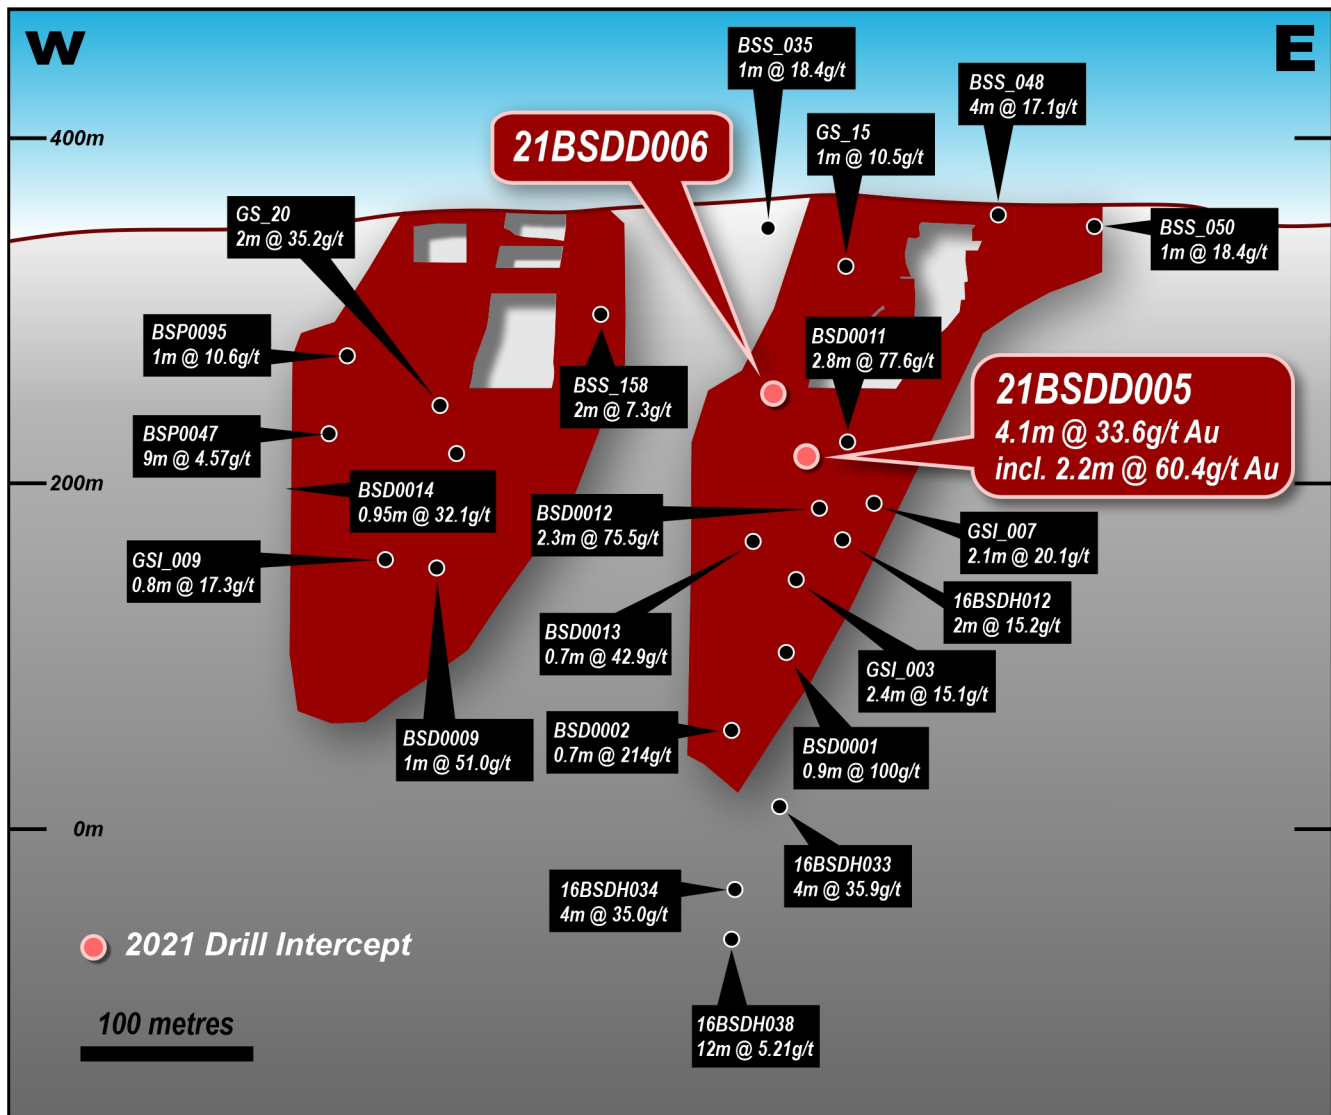 W
E
BSS_035
1m @ 18.4g/t
BSS_048
4m @ 17.1g/t
400m
21BSDD006
GS_15
1m @ 10.5g/t
GS_20
2m @ 35.2g/t
BSS_050
1m @ 18.4g/t
BSP0095
1m @ 10.6g/t
BSD0011
2.8m @ 77.6g/t
BSS_158
2m @ 7.3g/t
21BSDD005
4.1m @ 33.6g/t Au
incl. 2.2m @ 60.4g/t Au
BSP0047
9m @ 4.57g/t
200m
BSD0014
0.95m @ 32.1g/t
BSD0012
2.3m @ 75.5g/t
GSI_007
2.1m @ 20.1g/t
GSI_009
0.8m @ 17.3g/t
16BSDH012
2m @ 15.2g/t
BSD0013
0.7m @ 42.9g/t
GSI_003
2.4m @ 15.1g/t
BSD0009
1m @ 51.0g/t
BSD0002
0.7m @ 214g/t
BSD0001
0.9m @ 100g/t
0m
16BSDH033
4m @ 35.9g/t
16BSDH034
4m @ 35.0g/t
2021 Drill Intercept
100 metres
16BSDH038
12m @ 5.21g/t